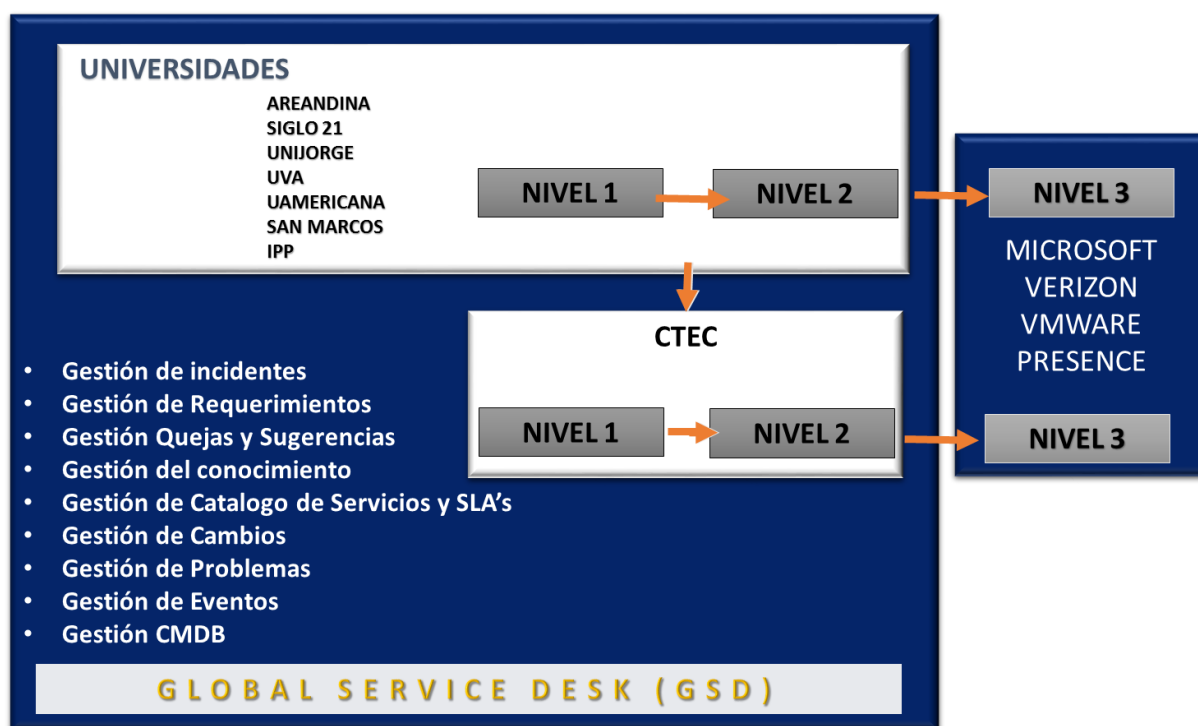 UNIVERSIDADES
AREANDINA
SIGLO 21
UNIJORGE
UVA
UAMERICANA
SAN MARCOS
IPP
NIVEL 1
NIVEL 2
NIVEL 3
MICROSOFT
VERIZON
VMWARE
PRESENCE
CTEC
NIVEL 1
NIVEL 2
NIVEL 3
• Gestión de incidentes
• Gestión de Requerimientos
• Gestión Quejas y Sugerencias
• Gestión del conocimiento
• Gestión de Catalogo de Servicios y SLA’s
• Gestión de Cambios
• Gestión de Problemas
• Gestión de Eventos
• Gestión CMDB
GLOBAL SERVICE DESK (GSD)